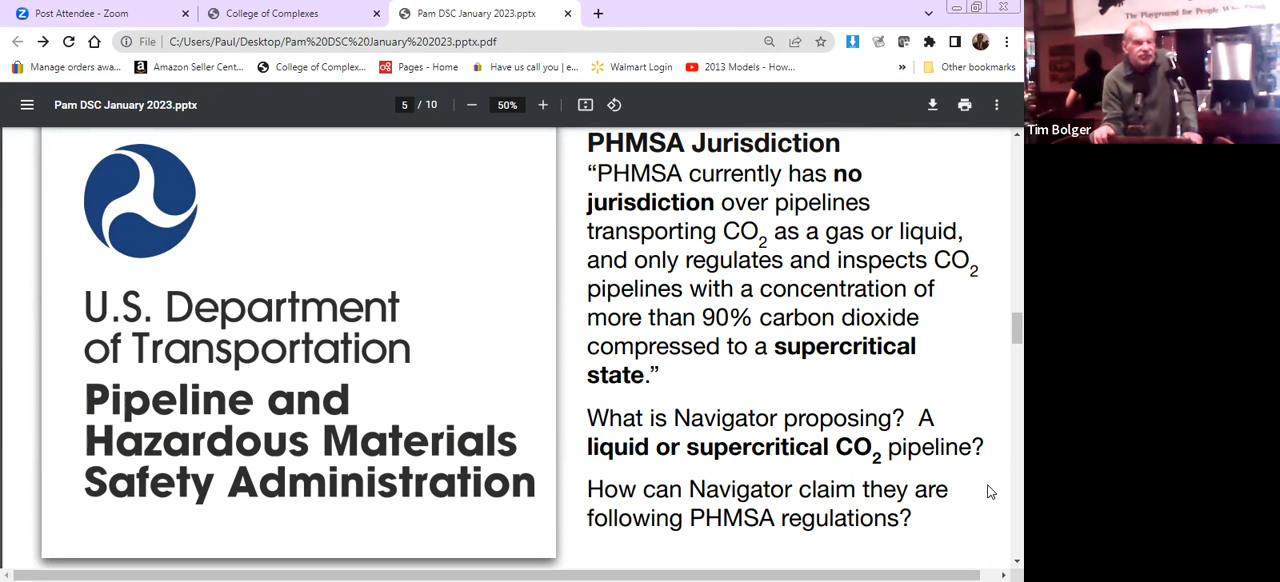 Post Attendee - Zoom
College of Complexes
Pam DSC January 2023.pptx
File
C:/Users/Paul/Desktop/Pam%20DSC%20January%202023.pptx.pdf
Manage orders awa...
Amazon Seller Cent...
College of Complex...
Pages - Home
Have us call you | e...
Walmart Login
2013 Models - How...
»
Other bookmarks
Pam DSC January 2023.pptx
5 / 10
50%
The Playground for People Who Think
Tim Bolger
U.S. Department
of Transportation
Pipeline and
Hazardous Materials
Safety Administration
PHMSA Jurisdiction
“PHMSA currently has no
jurisdiction over pipelines
transporting CO₂ as a gas or liquid,
and only regulates and inspects CO₂
pipelines with a concentration of
more than 90% carbon dioxide
compressed to a supercritical
state.”
What is Navigator proposing?  A
liquid or supercritical CO₂ pipeline?
How can Navigator claim they are
following PHMSA regulations?